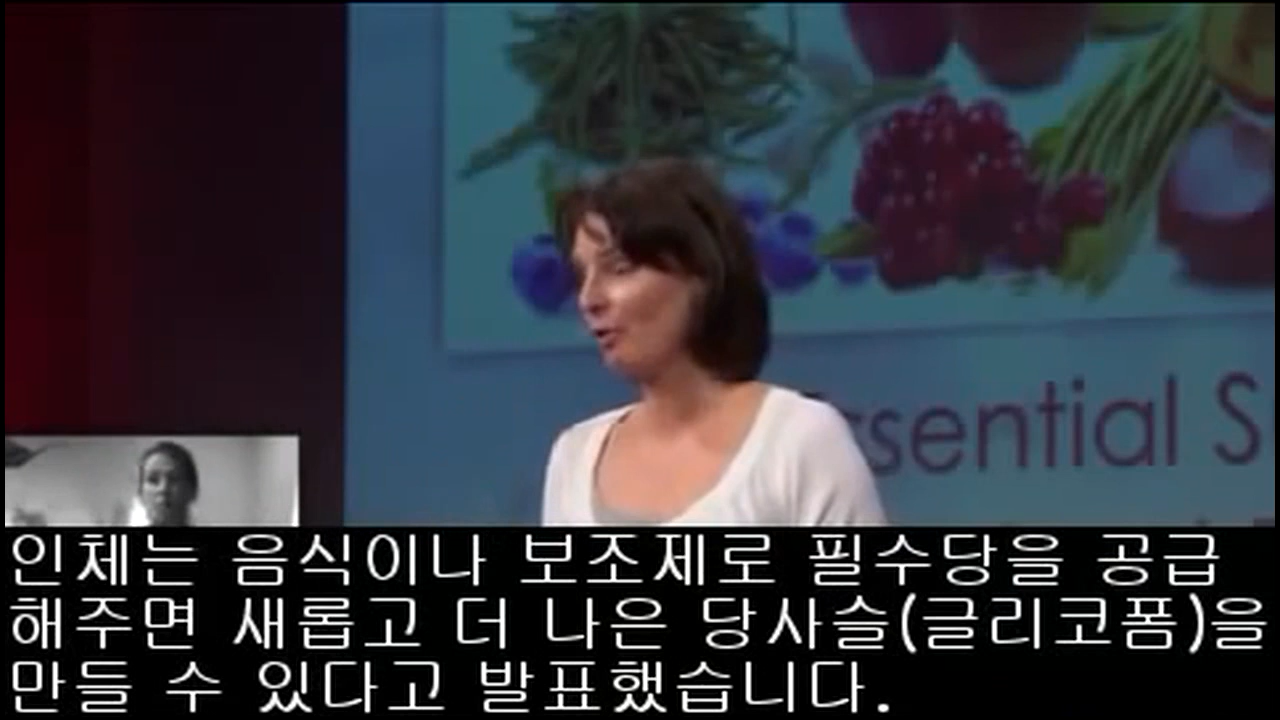 ssential S
인체는 음식이나 보조제로 필수당을 공급
해주면 새롭고 더 나은 당사슬(글리코폼)을
만들 수 있다고 발표했습니다.